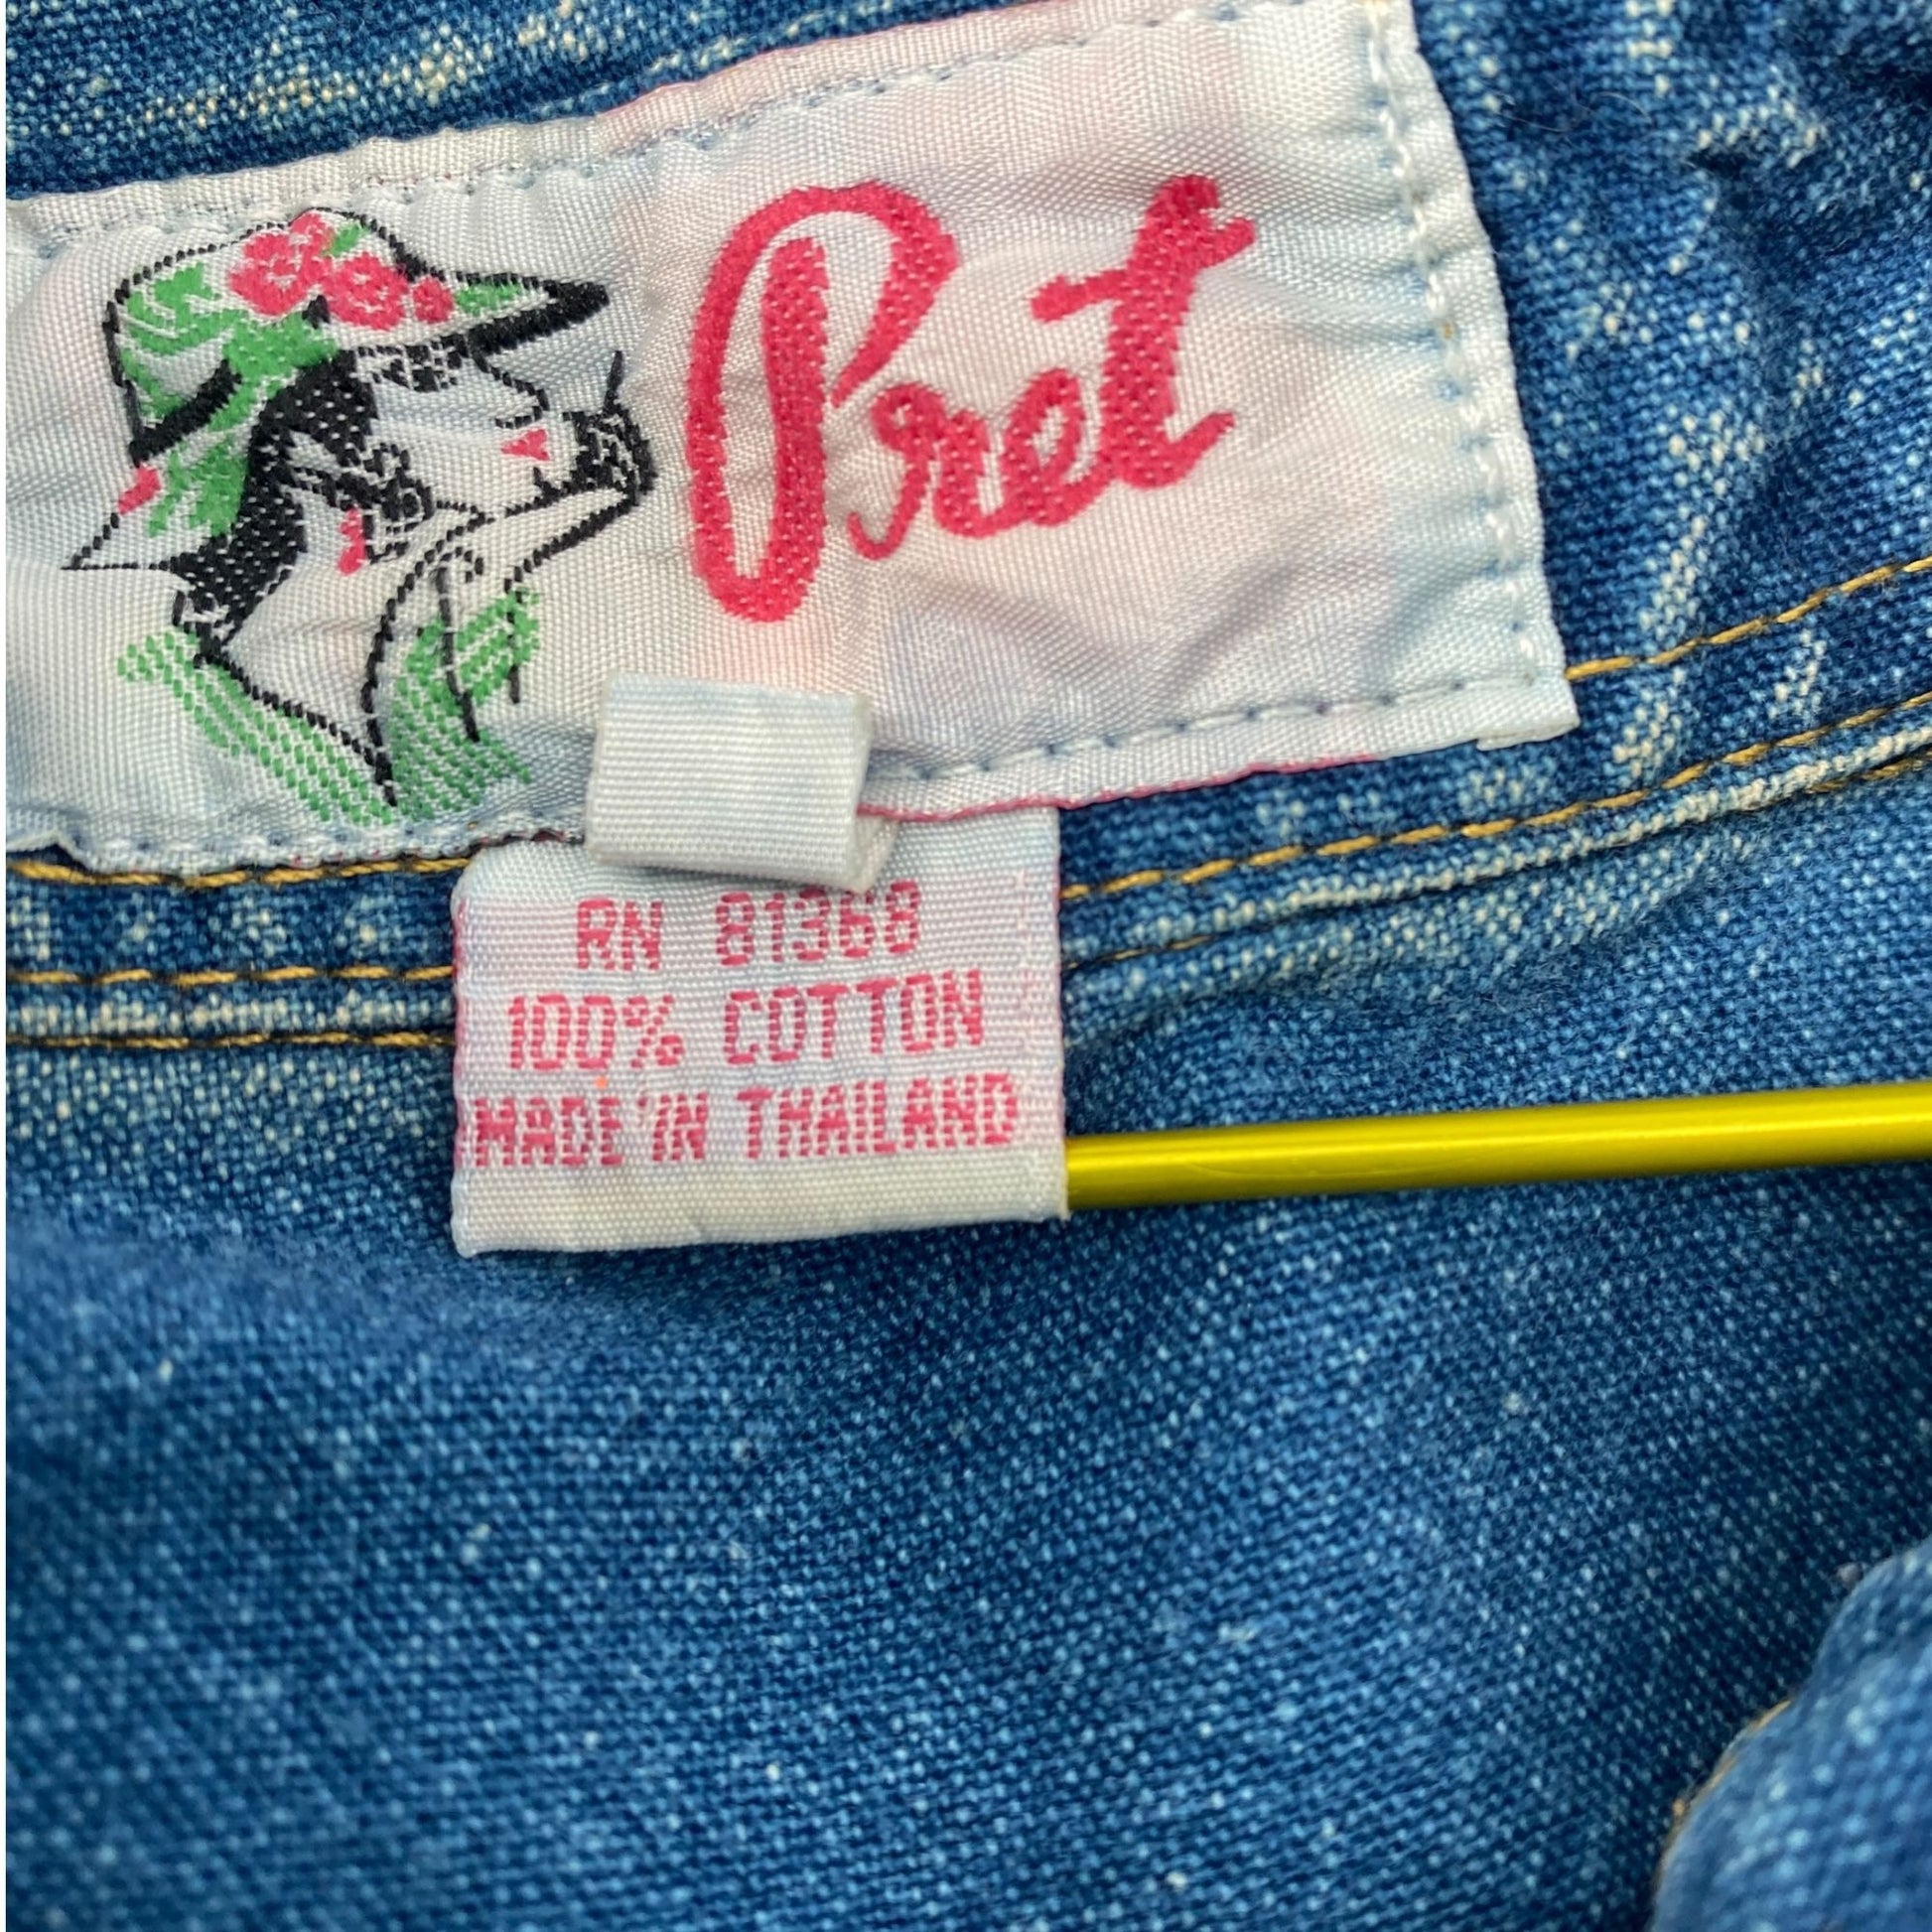 Pret
RN 81368
100% COTTON
MADE IN THAILAND